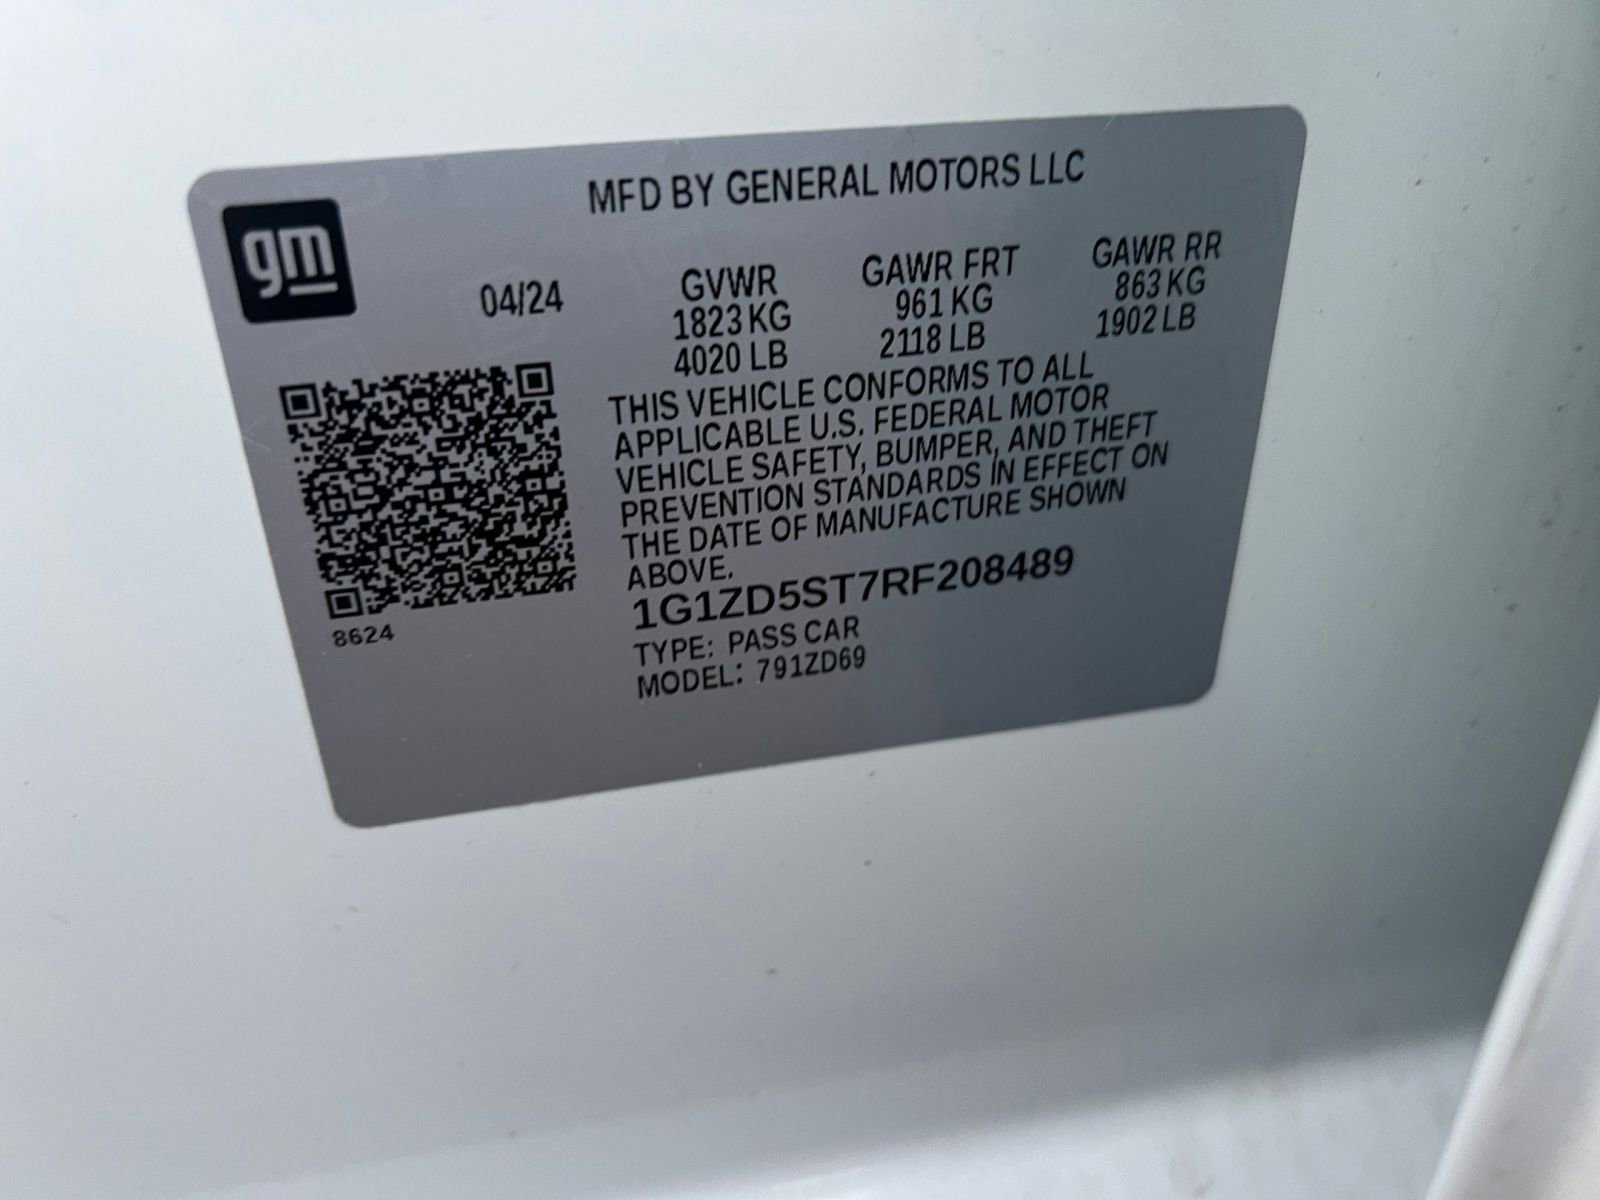 MFD BY GENERAL MOTORS LLC
gm
04/24
GVWR
1823 KG
4020 LB
GAWR FRT
961 KG
2118 LB
GAWR RR
863 KG
1902 LB
THIS VEHICLE CONFORMS TO ALL
APPLICABLE U.S. FEDERAL MOTOR
VEHICLE SAFETY, BUMPER, AND THEFT
PREVENTION STANDARDS IN EFFECT ON
THE DATE OF MANUFACTURE SHOWN
ABOVE.
1G1ZD5ST7RF208489
TYPE: PASS CAR
MODEL: 791ZD69
8624